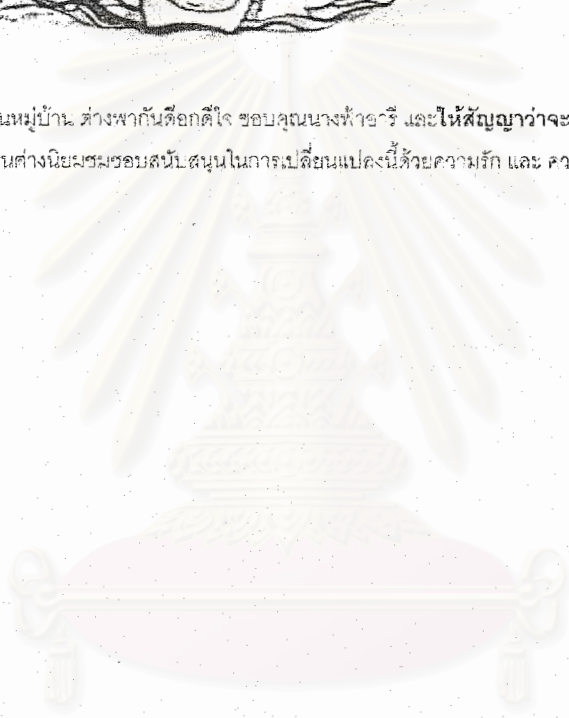 นหมู่บ้าน ต่างพากันดีอกดีใจ ขอบคุณนางฟ้าอารี และให้สัญญาว่าจะ
นต่างนิยมชมชอบสนับสนุนในการเปลี่ยนแปลงนี้ด้วยความรัก และ คว